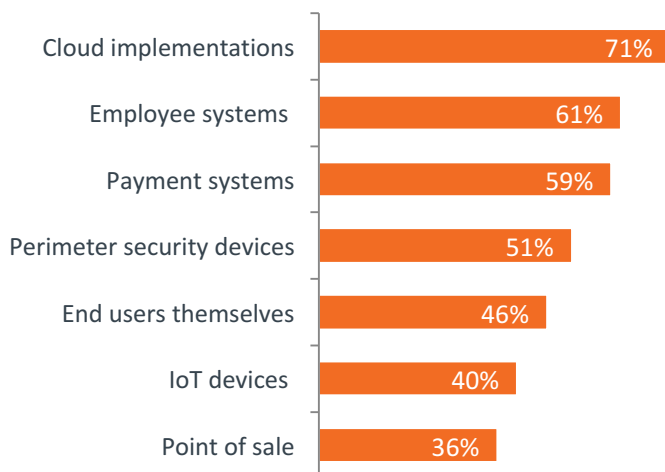 Cloud implementations 71%
Employee systems 61%
Payment systems 59%
Perimeter security devices 51%
End users themselves 46%
IoT devices 40%
Point of sale 36%